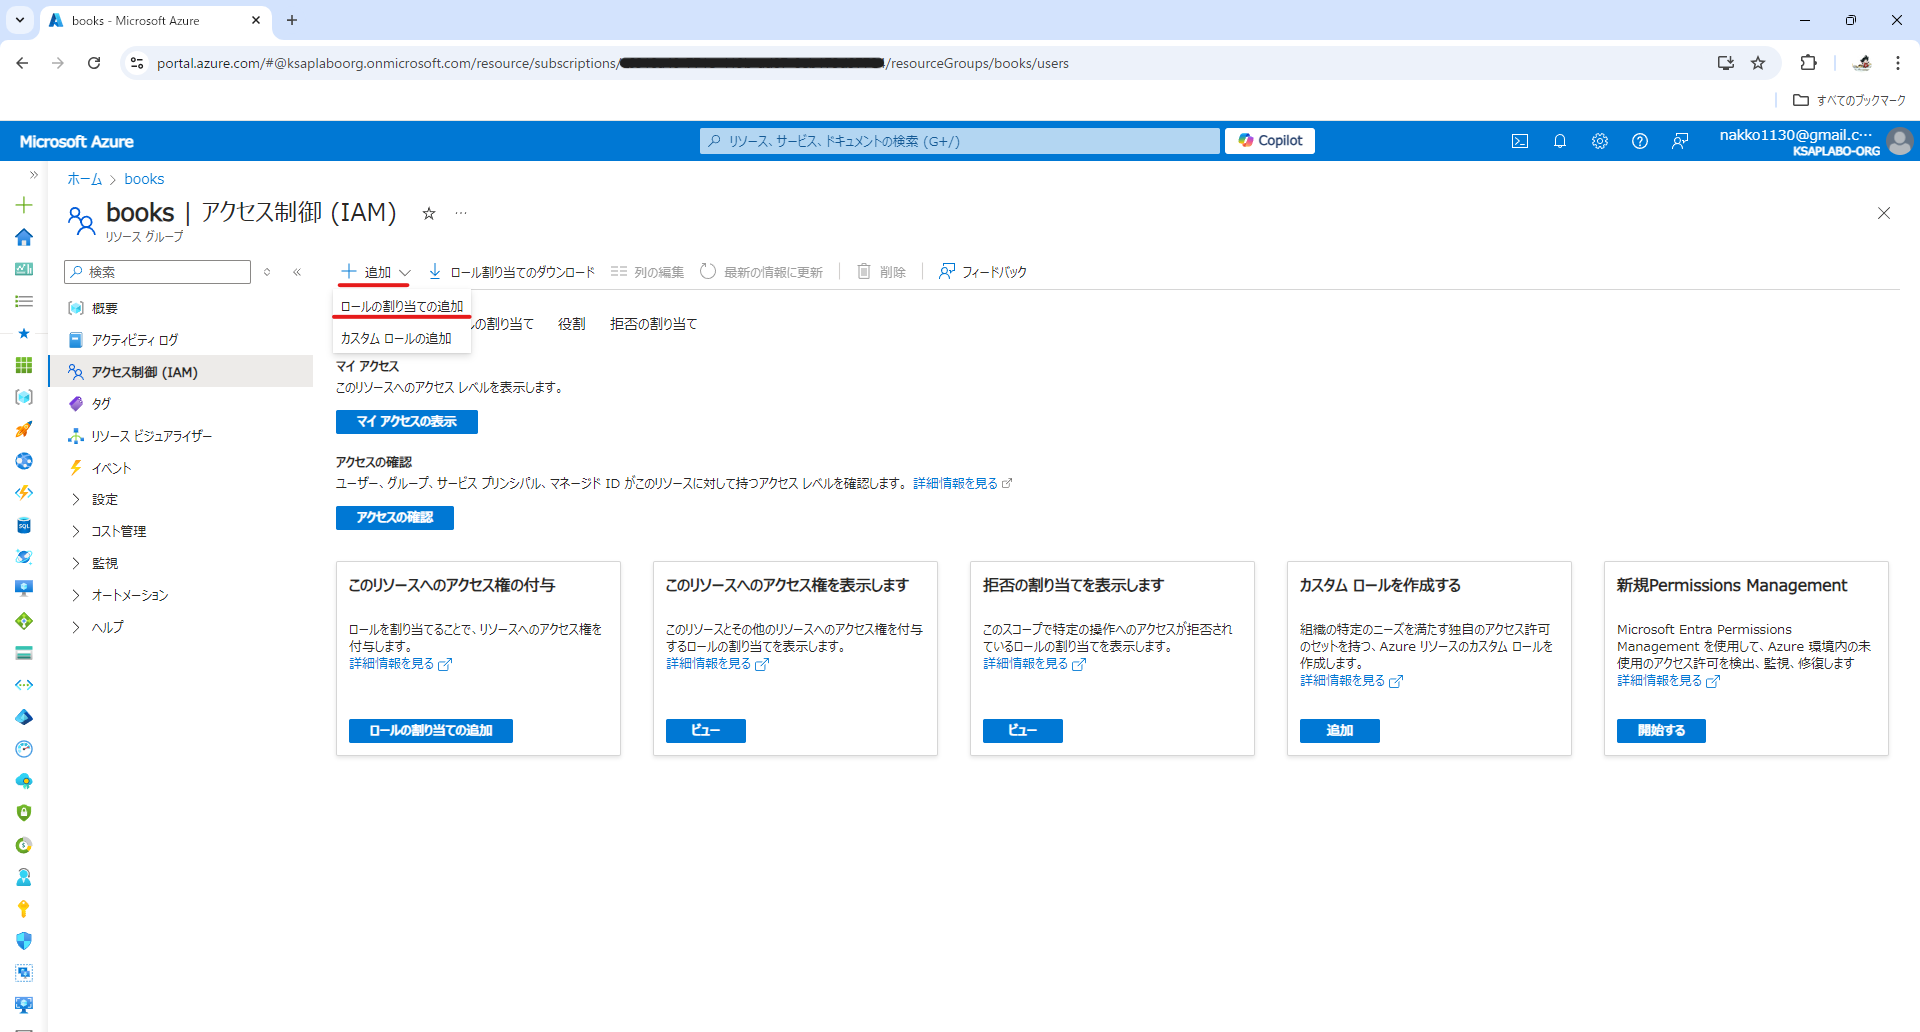 books - Microsoft Azure
portal.azure.com/#@ksaplaboorg.onmicrosoft.com/resource/subscriptions/
/resourceGroups/books/users
すべてのブックマーク
Microsoft Azure
リソース、サービス、ドキュメントの検索 (G+/)
Copilot
nakko1130@gmail.c…
KSAPLABO-ORG
ホーム > books
books | アクセス制御 (IAM)
リソース グループ
検索
追加
ロール割り当てのダウンロード
列の編集
最新の情報に更新
削除
フィードバック
ロールの割り当ての追加
カスタム ロールの追加
の割り当て
役割
拒否の割り当て
概要
アクティビティ ログ
アクセス制御 (IAM)
タグ
リソース ビジュアライザー
イベント
設定
コスト管理
監視
オートメーション
ヘルプ
マイ アクセス
このリソースへのアクセス レベルを表示します。
マイ アクセスの表示
アクセスの確認
ユーザー、グループ、サービス プリンシパル、マネージド ID がこのリソースに対して持つアクセス レベルを確認します。 詳細情報を見る
アクセスの確認
このリソースへのアクセス権の付与
ロールを割り当てることで、リソースへのアクセス権を
付与します。
詳細情報を見る
ロールの割り当ての追加
このリソースへのアクセス権を表示します
このリソースとその他のリソースへのアクセス権を付与
するロールの割り当てを表示します。
詳細情報を見る
ビュー
拒否の割り当てを表示します
このスコープで特定の操作へのアクセスが拒否され
ているロールの割り当てを表示します。
詳細情報を見る
ビュー
カスタム ロールを作成する
組織の特定のニーズを満たす独自のアクセス許可
のセットを持つ、Azure リソースのカスタム ロールを
作成します。
詳細情報を見る
追加
新規Permissions Management
Microsoft Entra Permissions
Management を使用して、Azure 環境内の未
使用のアクセス許可を検出、監視、修復します
詳細情報を見る
開始する